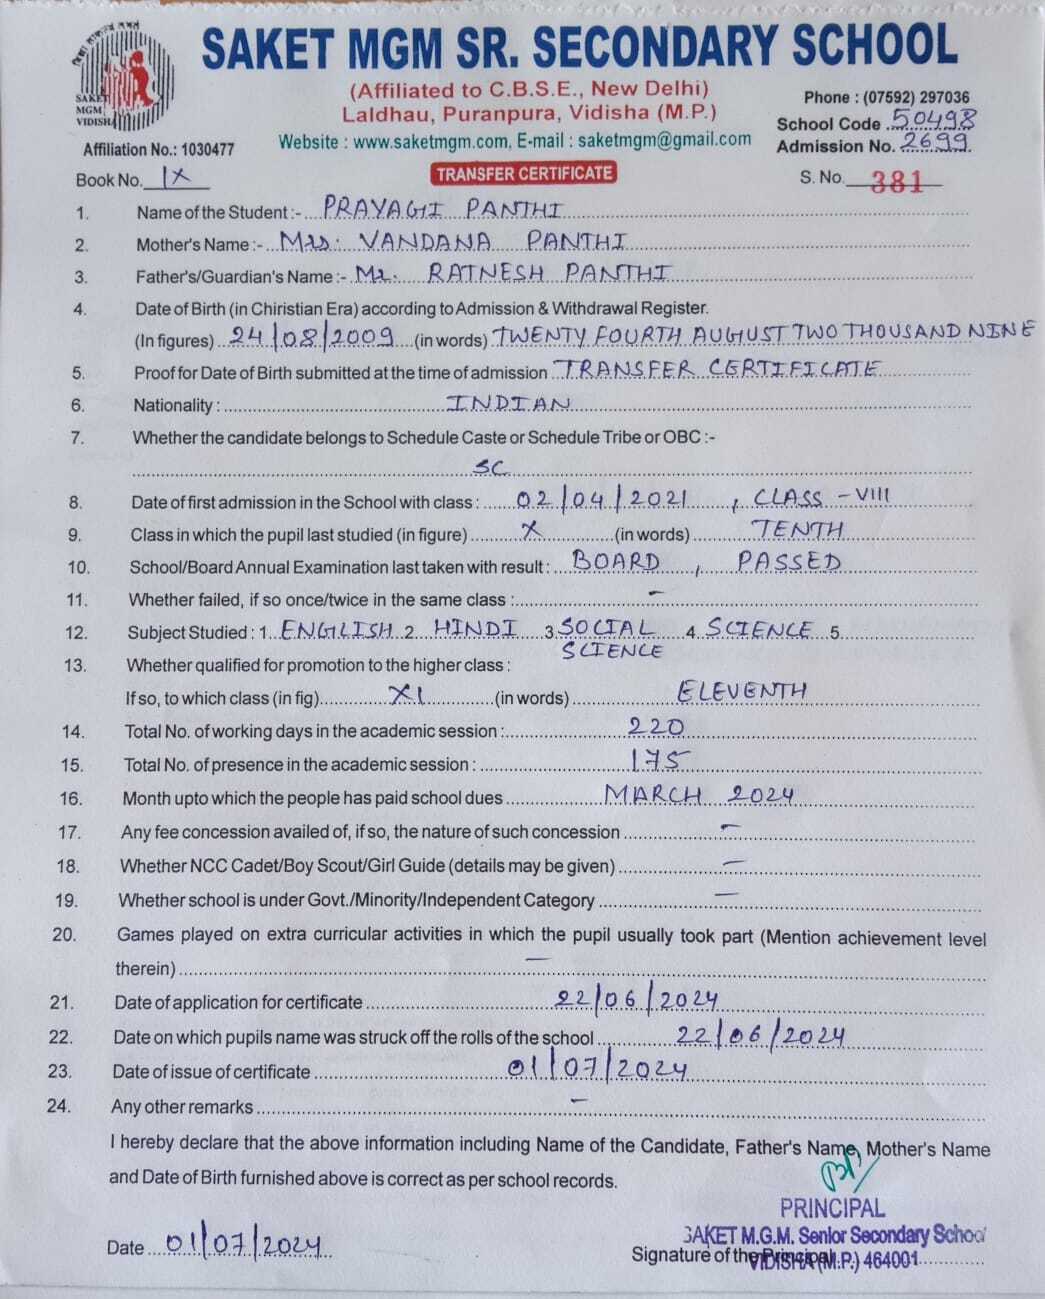 SAKET MGM SR. SECONDARY SCHOOL
(Affiliated to C.B.S.E., New Delhi)
Laldhau, Puranpura, Vidisha (M.P.)
Website : www.saketmgm.com, E-mail : saketmgm@gmail.com
SAKET
MGM
VIDISHA
Affiliation No.: 1030477
Phone : (07592) 297036
School Code 50498
Admission No. 2699
Book No. IX
TRANSFER CERTIFICATE
S. No. 381
1. Name of the Student :- PRAYAGI PANTHI
2. Mother's Name :- Mrs. VANDANA PANTHI
3. Father's/Guardian's Name :- Mr. RATNESH PANTHI
4. Date of Birth (in Chiristian Era) according to Admission & Withdrawal Register.
(In figures) 24/08/2009 (in words) TWENTY FOURTH AUGUST TWO THOUSAND NINE
5. Proof for Date of Birth submitted at the time of admission TRANSFER CERTIFICATE
6. Nationality : INDIAN
7. Whether the candidate belongs to Schedule Caste or Schedule Tribe or OBC :-
SC
8. Date of first admission in the School with class : 02/04/2021, CLASS - VIII
9. Class in which the pupil last studied (in figure) X (in words) TENTH
10. School/Board Annual Examination last taken with result : BOARD, PASSED
11. Whether failed, if so once/twice in the same class : -
12. Subject Studied : 1. ENGLISH 2. HINDI 3. SOCIAL 4. SCIENCE 5.
SCIENCE
13. Whether qualified for promotion to the higher class :
If so, to which class (in fig) XI (in words) ELEVENTH
14. Total No. of working days in the academic session : 220
15. Total No. of presence in the academic session : 175
16. Month upto which the people has paid school dues MARCH 2024
17. Any fee concession availed of, if so, the nature of such concession -
18. Whether NCC Cadet/Boy Scout/Girl Guide (details may be given) -
19. Whether school is under Govt./Minority/Independent Category -
20. Games played on extra curricular activities in which the pupil usually took part (Mention achievement level
therein) -
21. Date of application for certificate 22/06/2024
22. Date on which pupils name was struck off the rolls of the school 22/06/2024
23. Date of issue of certificate 01/07/2024
24. Any other remarks -
I hereby declare that the above information including Name of the Candidate, Father's Name, Mother's Name
and Date of Birth furnished above is correct as per school records.
PRINCIPAL
SAKET M.G.M. Senior Secondary School
VIDISHA (M.P.) 464001
Date 01/07/2024
Signature of the Principal